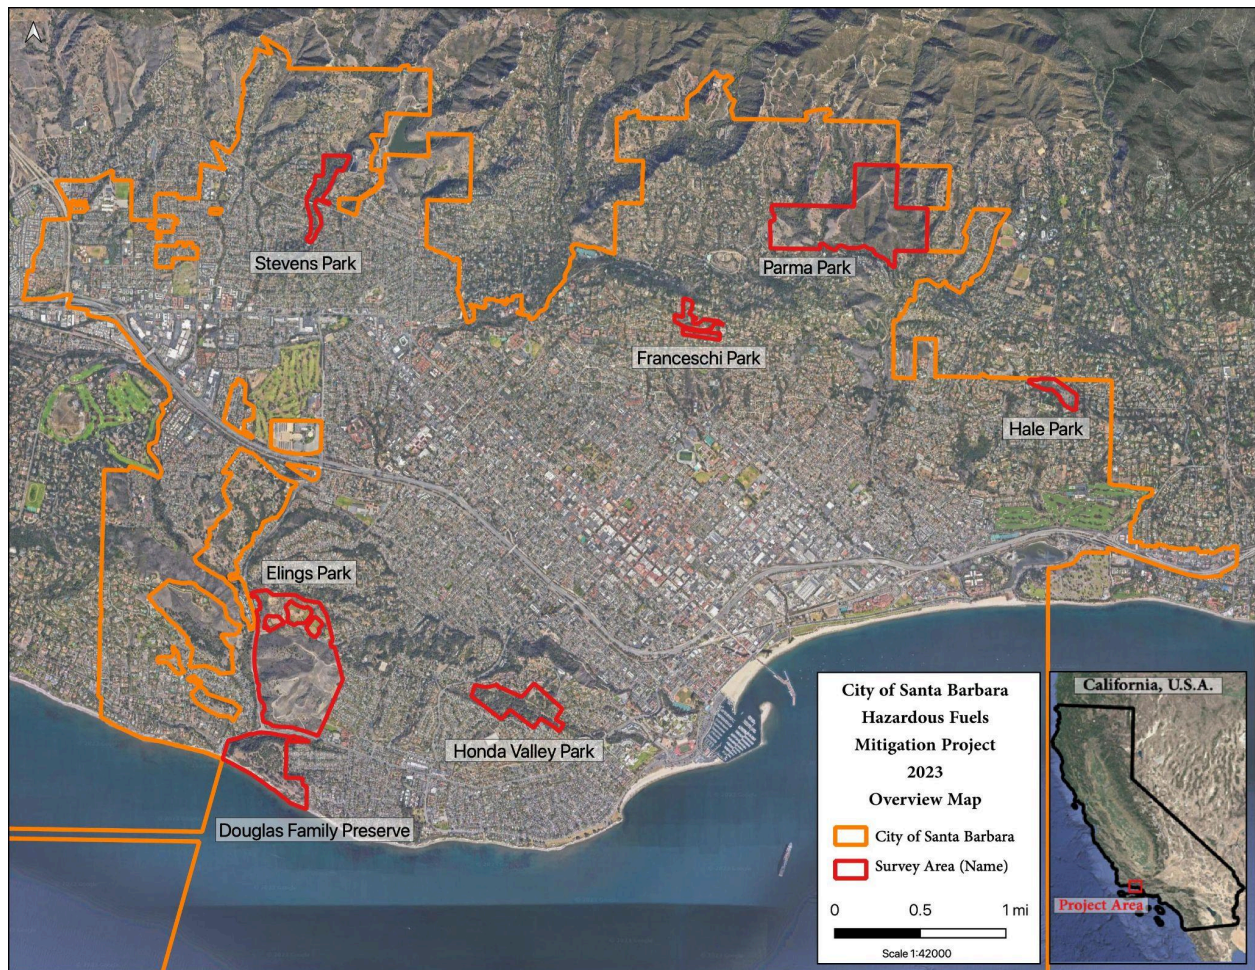 Stevens Park
Parma Park
Franceschi Park
Hale Park
Elings Park
Honda Valley Park
Douglas Family Preserve
City of Santa Barbara
Hazardous Fuels
Mitigation Project
2023
Overview Map
City of Santa Barbara
Survey Area (Name)
0 0.5 1 mi
Scale 1:42000
California, U.S.A.
Project Area